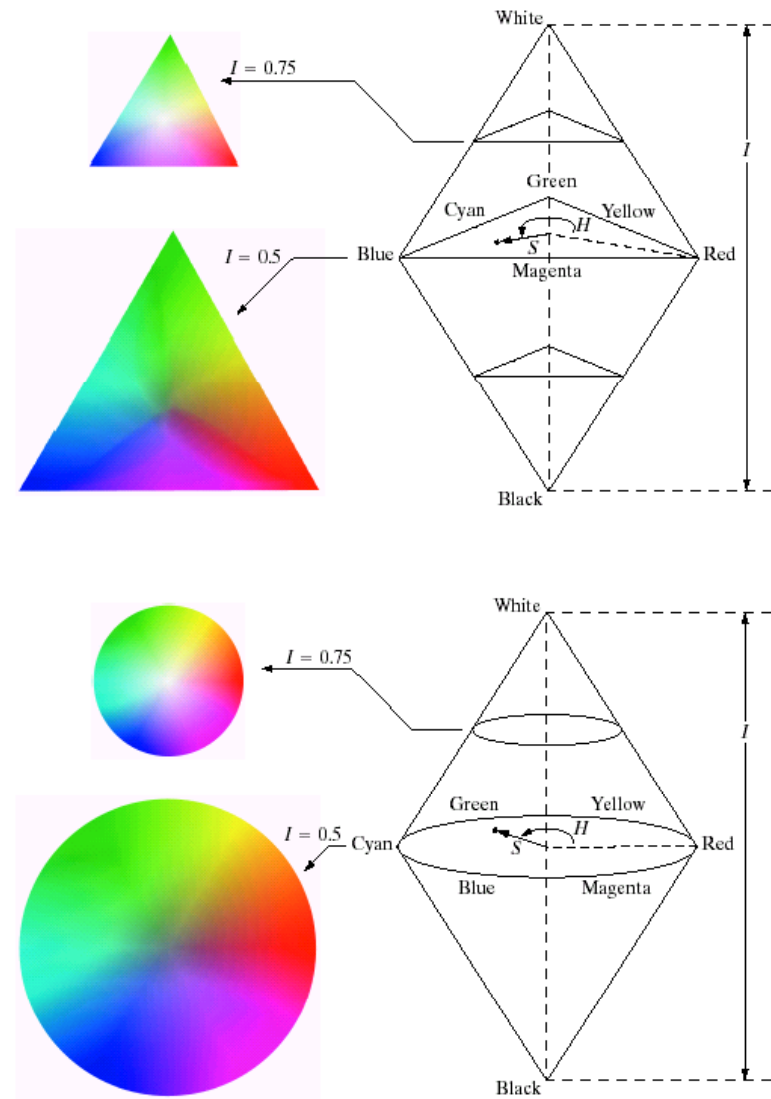 White
I = 0.75
I
Green
Cyan
Yellow
H
I = 0.5
Blue
S
Red
Magenta
Black
White
I = 0.75
I
Green
Yellow
H
I = 0.5
Cyan
S
Red
Blue
Magenta
Black